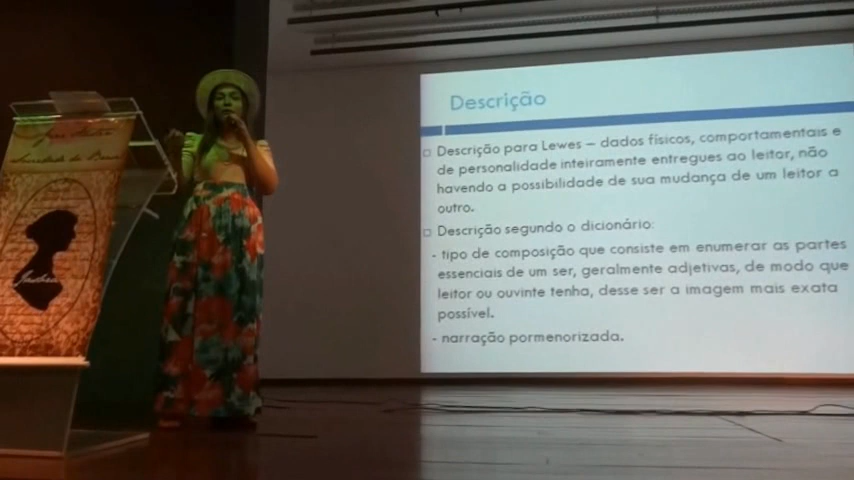 Descrição
Descrição para Lewes – dados físicos, comportamentais e
de personalidade inteiramente entregues ao leitor, não
havendo a possibilidade de sua mudança de um leitor a
outro.
Descrição segundo o dicionário:
- tipo de composição que consiste em enumerar as partes
essenciais de um ser, geralmente adjetivas, de modo que
leitor ou ouvinte tenha, desse ser a imagem mais exata
possível.
- narração pormenorizada.